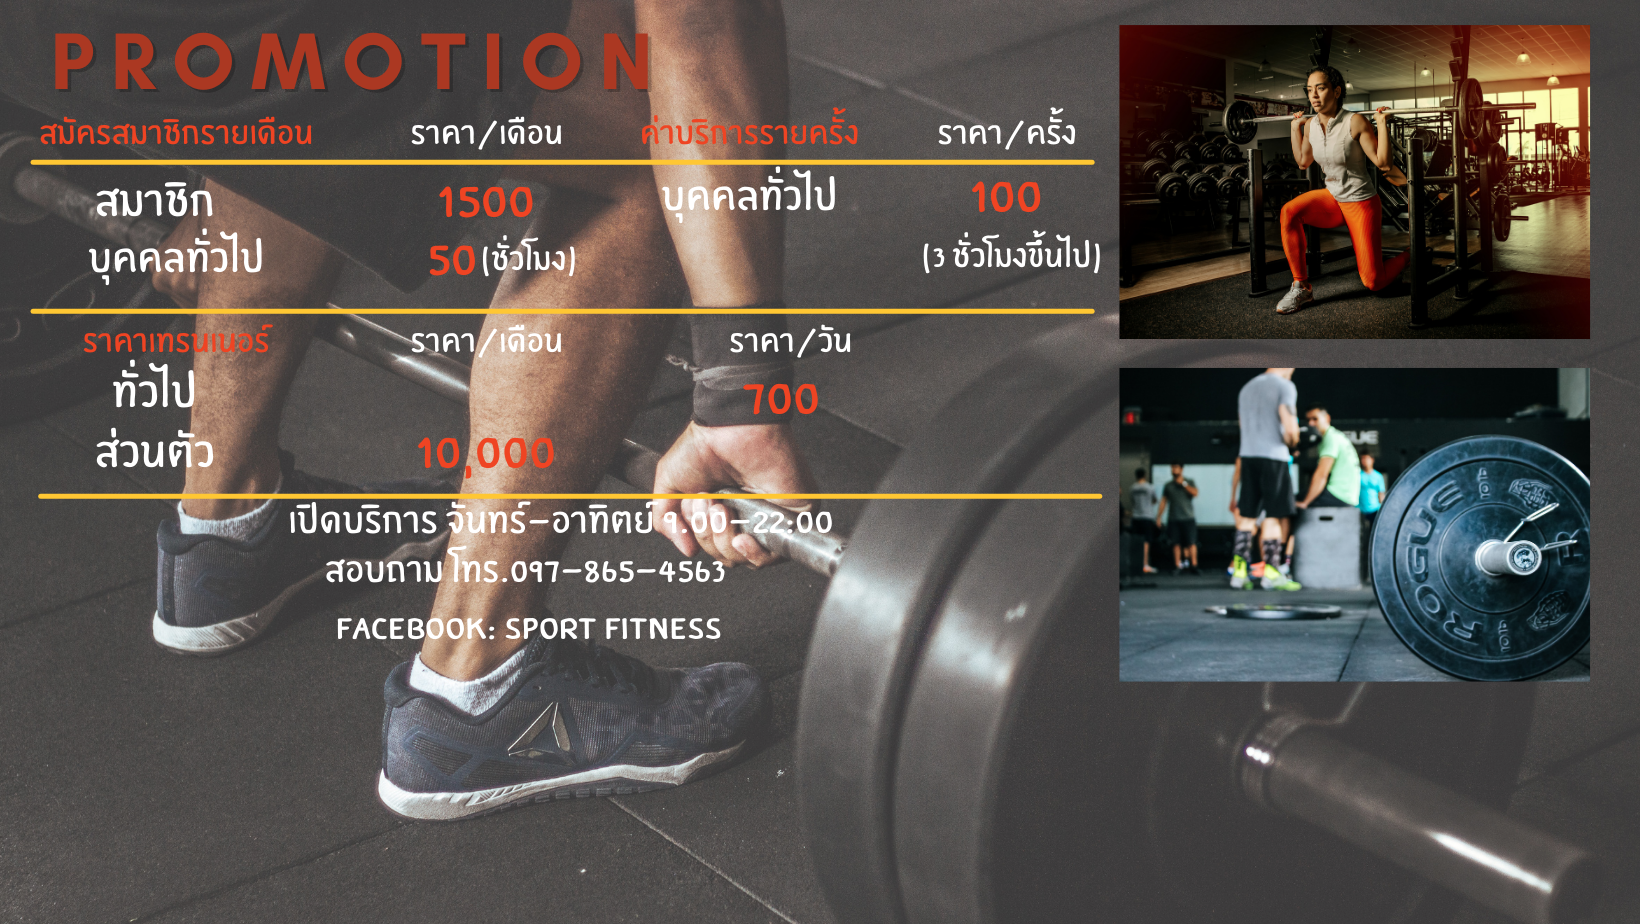 PROMOTION
สมัครสมาชิกรายเดือน ราคา/เดือน ค่าบริการรายครั้ง ราคา/ครั้ง
สมาชิก 1500 บุคคลทั่วไป 100
บุคคลทั่วไป 50 (ชั่วโมง) (3 ชั่วโมงขึ้นไป)
ราคาเทรนเนอร์ ราคา/เดือน ราคา/วัน
ทั่วไป 700
ส่วนตัว 10,000
เปิดบริการ จันทร์-อาทิตย์ 9.00-22:00
สอบถาม โทร.097-865-4563
FACEBOOK: SPORT FITNESS
ROGUE